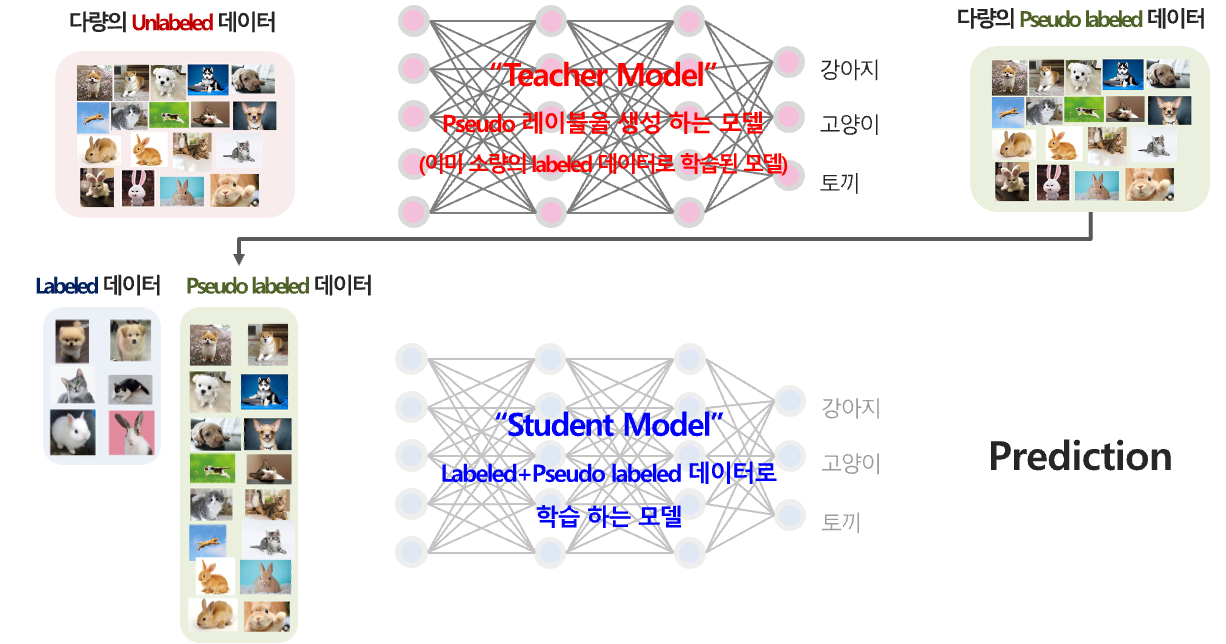 다량의 Unlabeled 데이터
다량의 Pseudo labeled 데이터
“Teacher Model”
Pseudo 레이블을 생성 하는 모델
(이미 소량의 labeled 데이터로 학습된 모델)
강아지
고양이
토끼
Labeled 데이터
Pseudo labeled 데이터
“Student Model”
Labeled+Pseudo labeled 데이터로
학습 하는 모델
강아지
고양이
토끼
Prediction